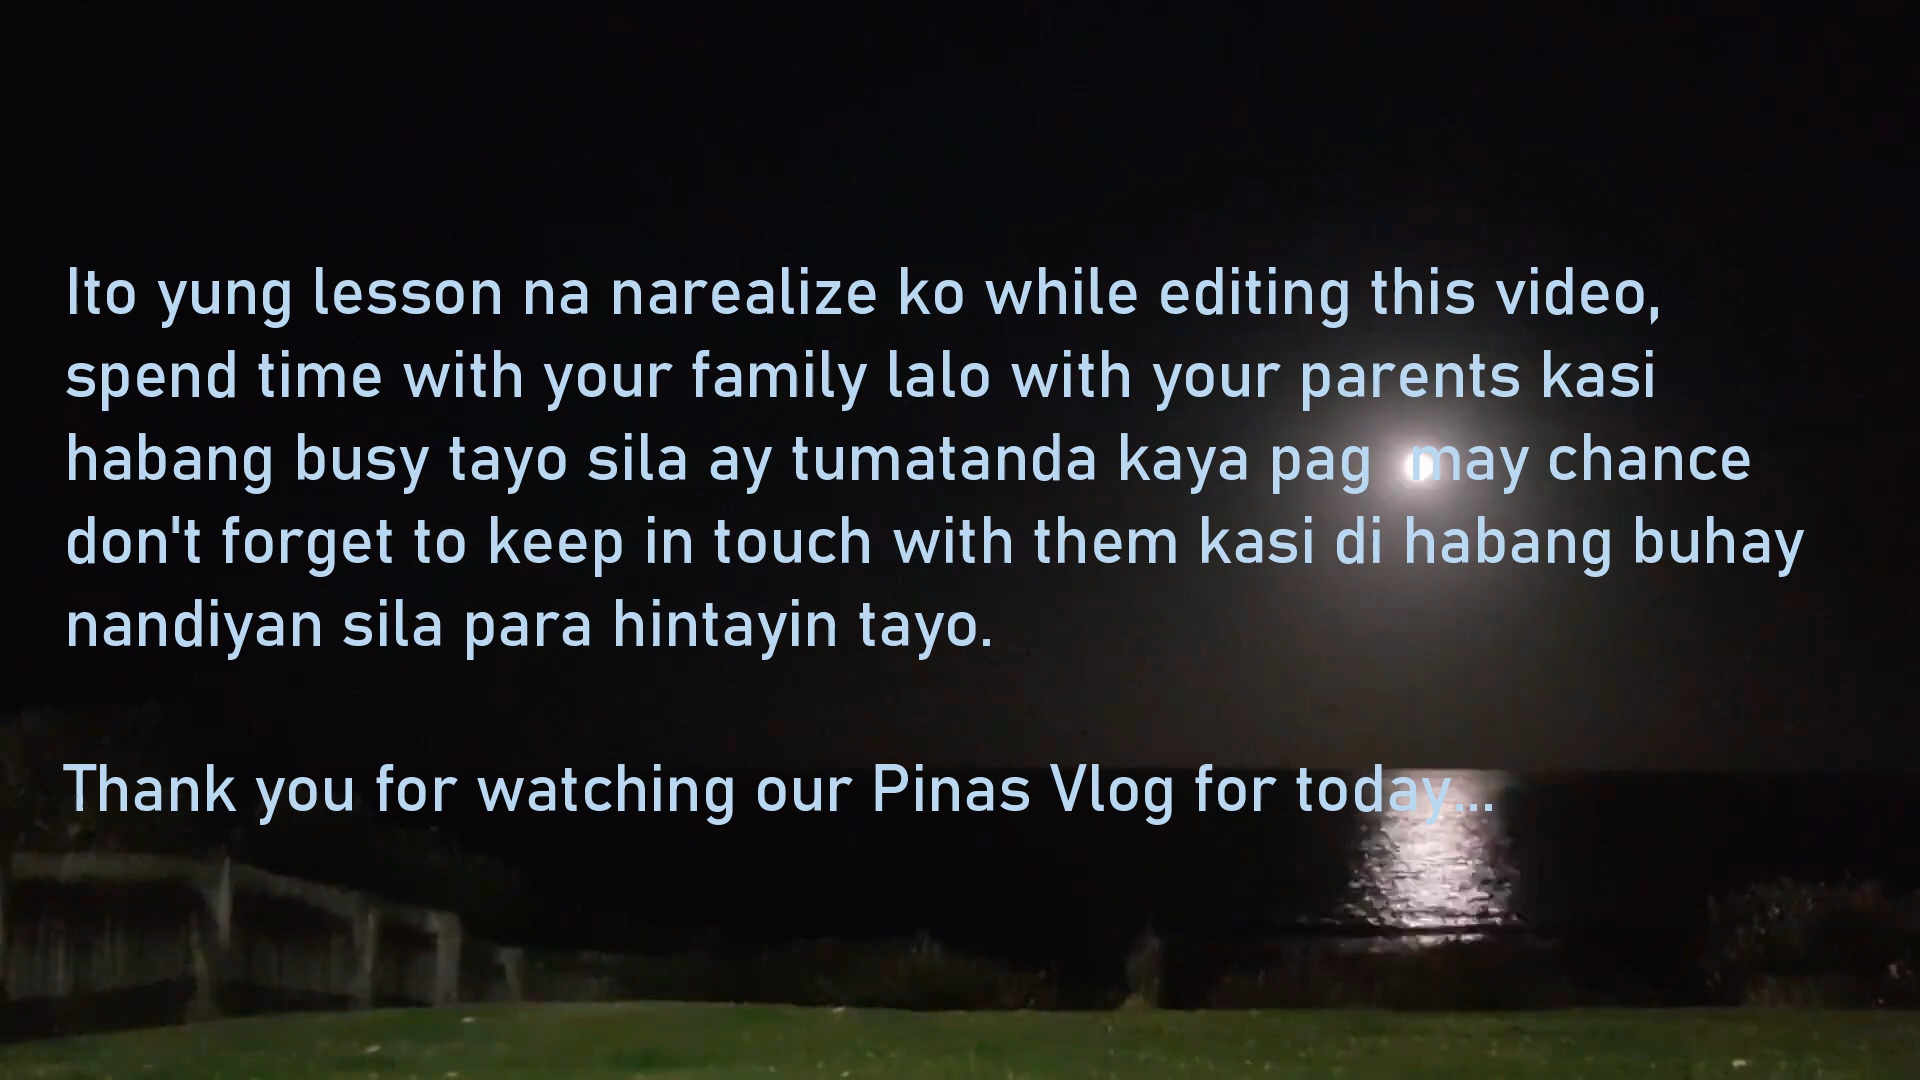 Ito yung lesson na narealize ko while editing this video,
spend time with your family lalo with your parents kasi
habang busy tayo sila ay tumatanda kaya pag  may chance
don't forget to keep in touch with them kasi di habang buhay
nandiyan sila para hintayin tayo.
Thank you for watching our Pinas Vlog for today...